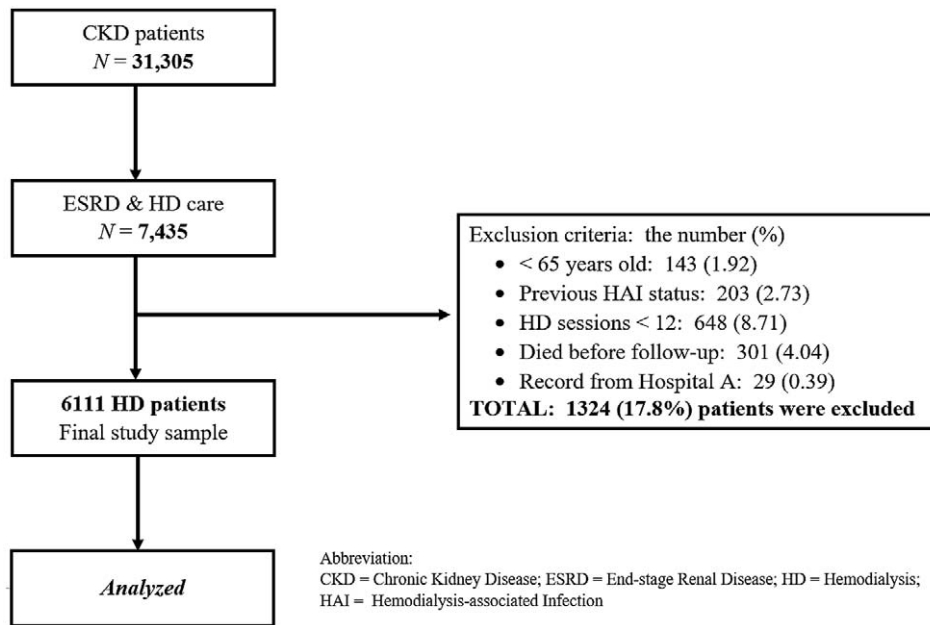 CKD patients
N = 31,305
ESRD & HD care
N = 7,435
Exclusion criteria: the number (%)
• < 65 years old: 143 (1.92)
• Previous HAI status: 203 (2.73)
• HD sessions < 12: 648 (8.71)
• Died before follow-up: 301 (4.04)
• Record from Hospital A: 29 (0.39)
TOTAL: 1324 (17.8%) patients were excluded
6111 HD patients
Final study sample
Analyzed
Abbreviation:
CKD = Chronic Kidney Disease; ESRD = End-stage Renal Disease; HD = Hemodialysis;
HAI = Hemodialysis-associated Infection